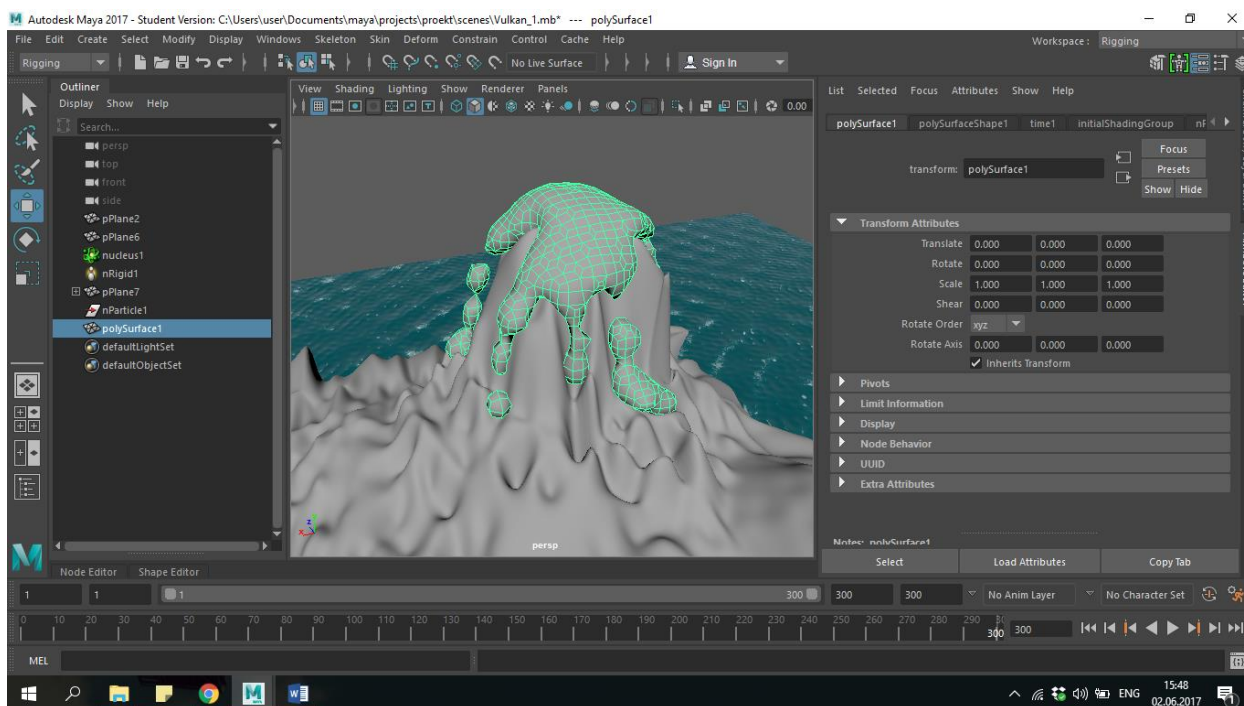 Autodesk Maya 2017 - Student Version: C:\Users\user\Documents\maya\projects\proekt\scenes\Vulkan_1.mb* --- polySurface1
File Edit Create Select Modify Display Windows Skeleton Skin Deform Constrain Control Cache Help
Workspace : Rigging
Rigging
No Live Surface
Sign In
Outliner
Display Show Help
Search...
persp
top
front
side
pPlane2
pPlane6
nucleus1
nRigid1
pPlane7
nParticle1
polySurface1
defaultLightSet
defaultObjectSet
Node Editor Shape Editor
View Shading Lighting Show Renderer Panels
0.00
persp
List Selected Focus Attributes Show Help
polySurface1 polySurfaceShape1 time1 initialShadingGroup
transform: polySurface1
Focus
Presets
Show Hide
Transform Attributes
Translate 0.000 0.000 0.000
Rotate 0.000 0.000 0.000
Scale 1.000 1.000 1.000
Shear 0.000 0.000 0.000
Rotate Order xyz
Rotate Axis 0.000 0.000 0.000
Inherits Transform
Pivots
Limit Information
Display
Node Behavior
UUID
Extra Attributes
Notes: polySurface1
Select Load Attributes Copy Tab
1 1 1 300 300 300 No Anim Layer No Character Set
0 10 20 30 40 50 60 70 80 90 100 110 120 130 140 150 160 170 180 190 200 210 220 230 240 250 260 270 280 290 300 300
MEL
ENG
15:48
02.06.2017